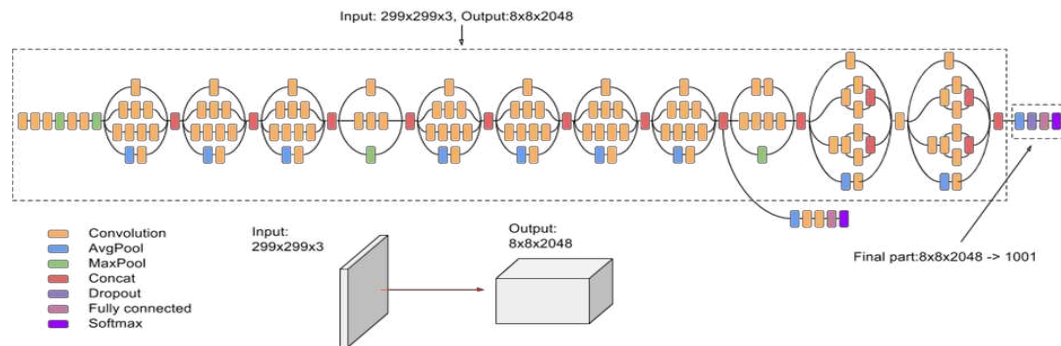 Input: 299x299x3, Output:8x8x2048
Convolution
AvgPool
MaxPool
Concat
Dropout
Fully connected
Softmax
Input:
299x299x3
Output:
8x8x2048
Final part:8x8x2048 -> 1001